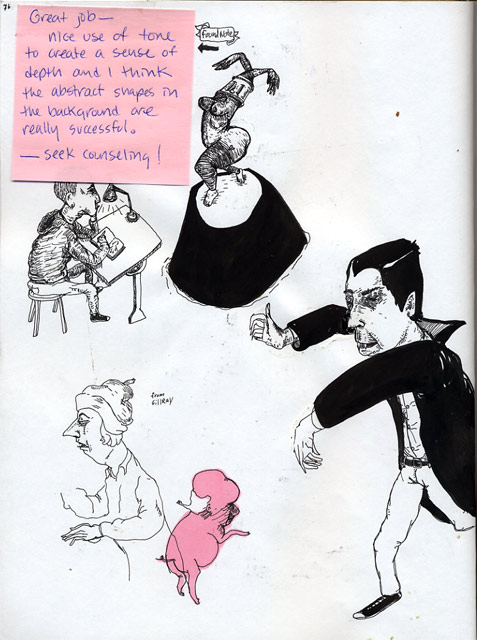 76
Great job —
nice use of tone
to create a sense of
depth and I think
the abstract shapes in
the background are
really successful.
— seek counseling!
Found Note
from
Gillray